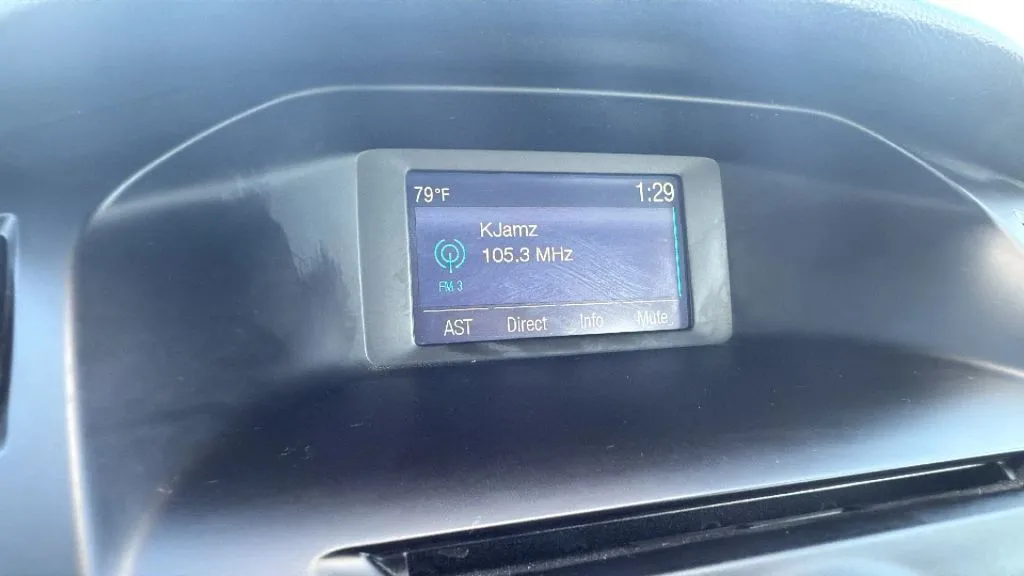 79°F 1:29
KJamz
105.3 MHz
FM 3
AST Direct Info Mute